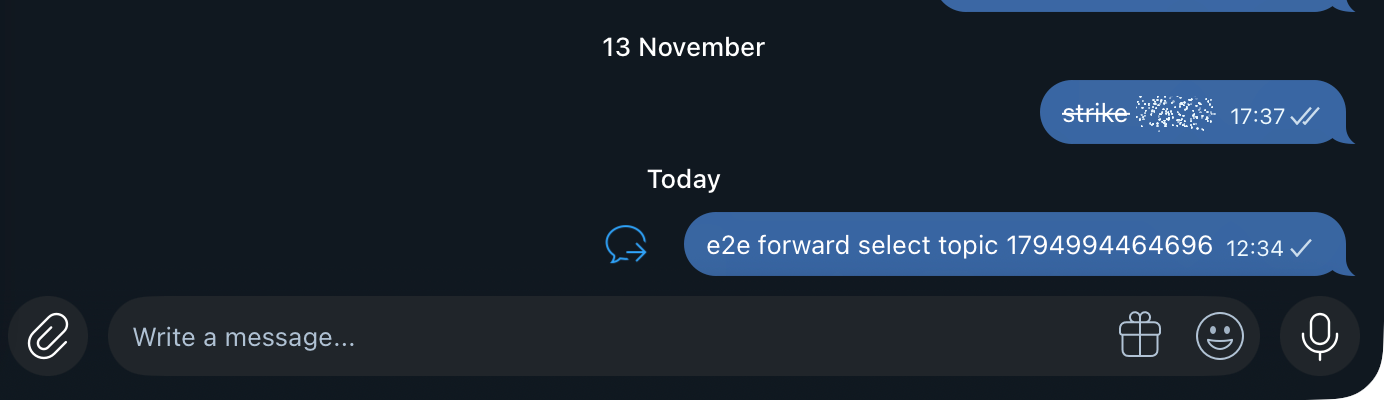 13 November
strike 17:37
Today
e2e forward select topic 1794994464696 12:34
Write a message...